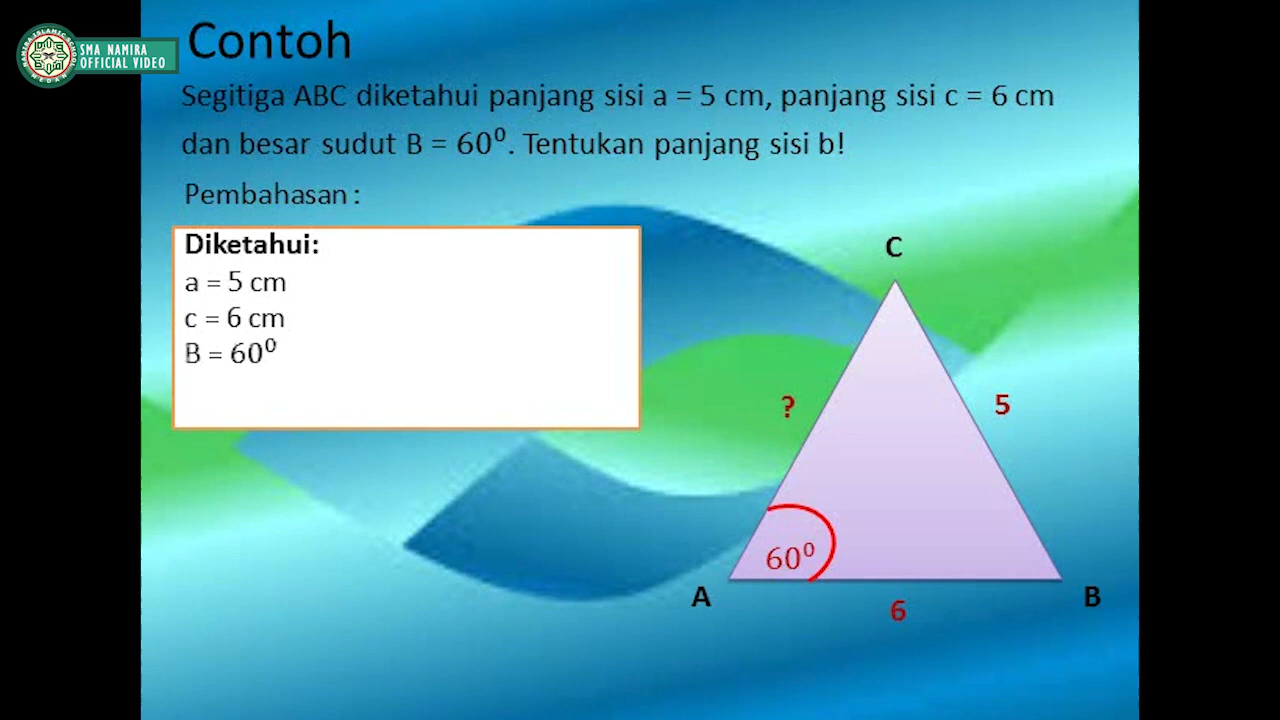 SMA NAMIRA
OFFICIAL VIDEO
Contoh
Segitiga ABC diketahui panjang sisi a = 5 cm, panjang sisi c = 6 cm
dan besar sudut B = 60⁰. Tentukan panjang sisi b!
Pembahasan :
Diketahui:
a = 5 cm
c = 6 cm
B = 60⁰
C
?
5
60⁰
A
B
6